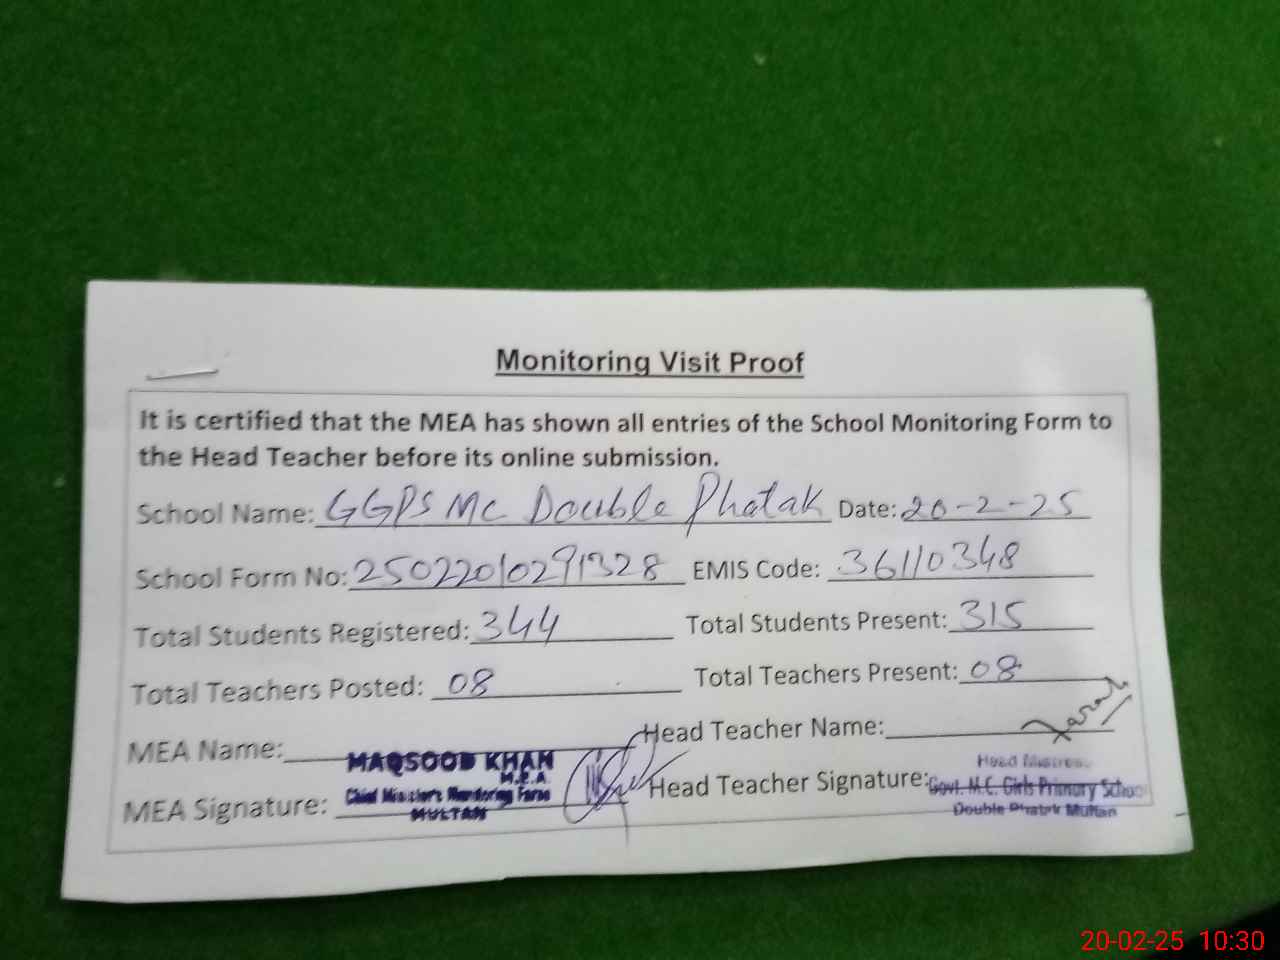 Monitoring Visit Proof
It is certified that the MEA has shown all entries of the School Monitoring Form to
the Head Teacher before its online submission.
School Name: GGPS MC Double Phatak Date: 20-2-25
School Form No: 25022010291328 EMIS Code: 36110348
Total Students Registered: 344 Total Students Present: 315
Total Teachers Posted: 08 Total Teachers Present: 08
MEA Name: Head Teacher Name: Farah
MAQSOOD KHAN
M.E.A.
Chief Minister's Monitoring Force
MULTAN
MEA Signature: Head Teacher Signature:
Head Mistress
Govt. M.C. Girls Primary School
Double Phatak Multan
20-02-25 10:30